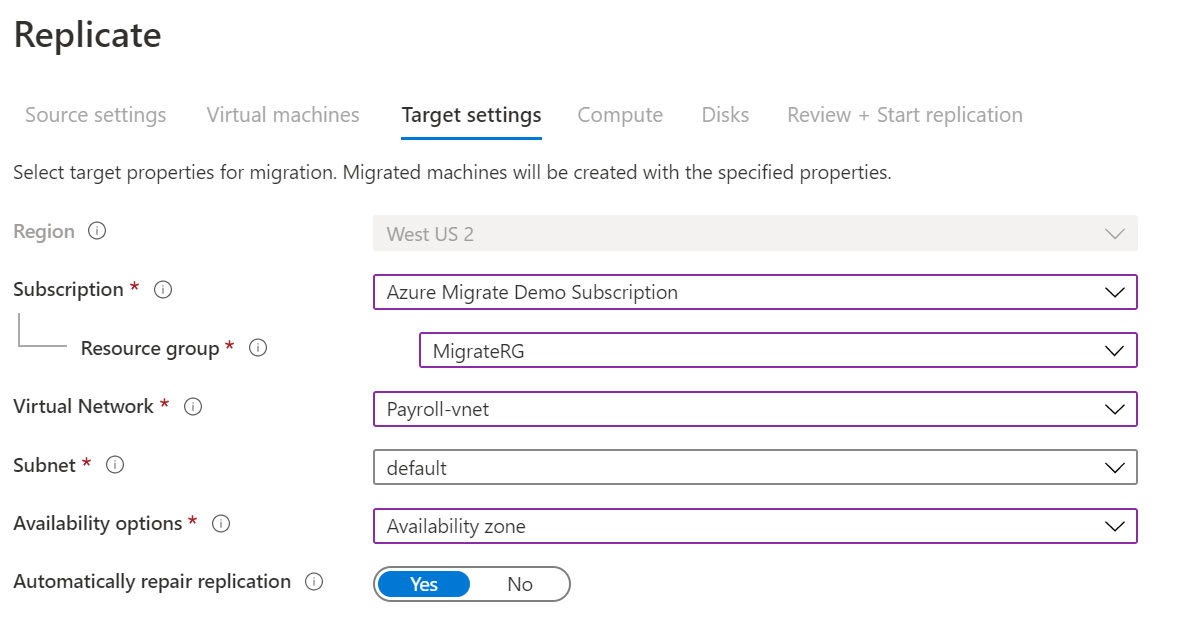 Replicate
Source settings Virtual machines Target settings Compute Disks Review + Start replication
Select target properties for migration. Migrated machines will be created with the specified properties.
Region West US 2
Subscription * Azure Migrate Demo Subscription
Resource group * MigrateRG
Virtual Network * Payroll-vnet
Subnet * default
Availability options * Availability zone
Automatically repair replication Yes No